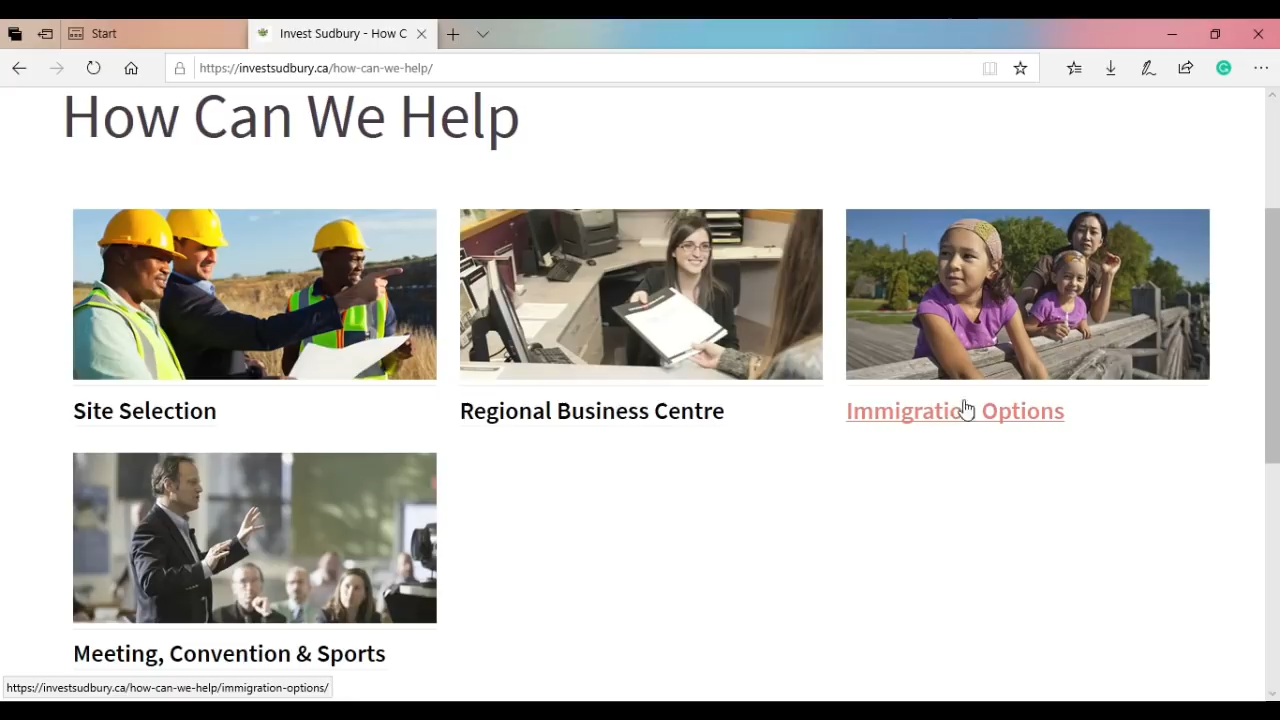 Start
Invest Sudbury - How C
https://investsudbury.ca/how-can-we-help/
How Can We Help
Site Selection
Regional Business Centre
Immigration Options
Meeting, Convention & Sports
https://investsudbury.ca/how-can-we-help/immigration-options/